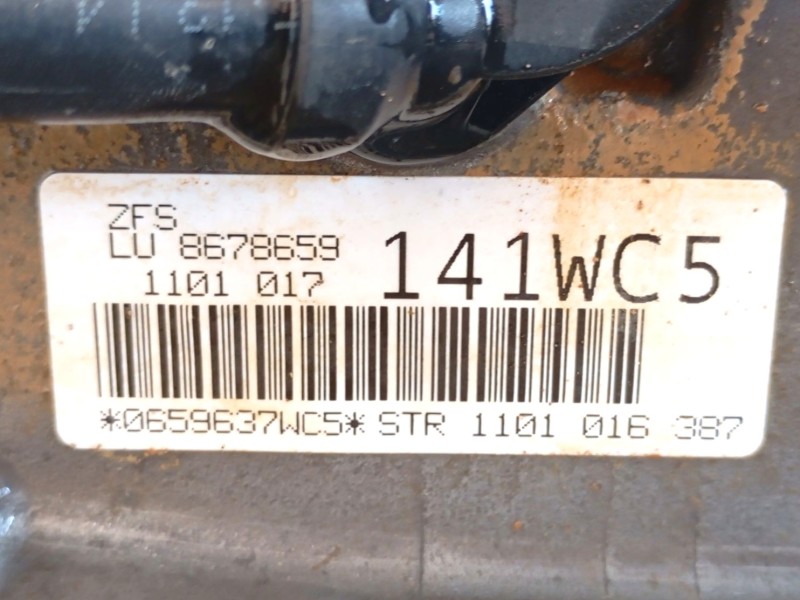 ZFS
LU 8678659
1101 017
141WC5
*0659637WC5* STR 1101 016 387